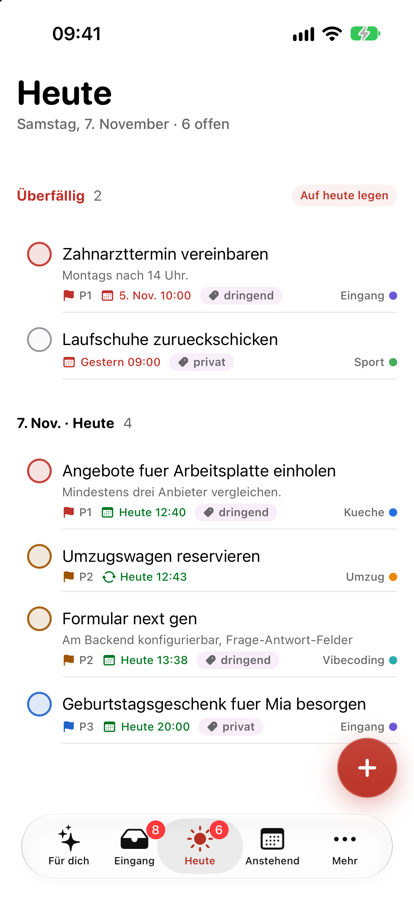 09:41
Heute
Samstag, 7. November · 6 offen
Überfällig 2
Auf heute legen
Zahnarzttermin vereinbaren
Montags nach 14 Uhr.
P1 5. Nov. 10:00 dringend Eingang
Laufschuhe zurueckschicken
Gestern 09:00 privat Sport
7. Nov. · Heute 4
Angebote fuer Arbeitsplatte einholen
Mindestens drei Anbieter vergleichen.
P1 Heute 12:40 dringend Kueche
Umzugswagen reservieren
P2 Heute 12:43 Umzug
Formular next gen
Am Backend konfigurierbar, Frage-Antwort-Felder
P2 Heute 13:38 dringend Vibecoding
Geburtstagsgeschenk fuer Mia besorgen
P3 Heute 20:00 privat Eingang
8 6
Für dich Eingang Heute Anstehend Mehr